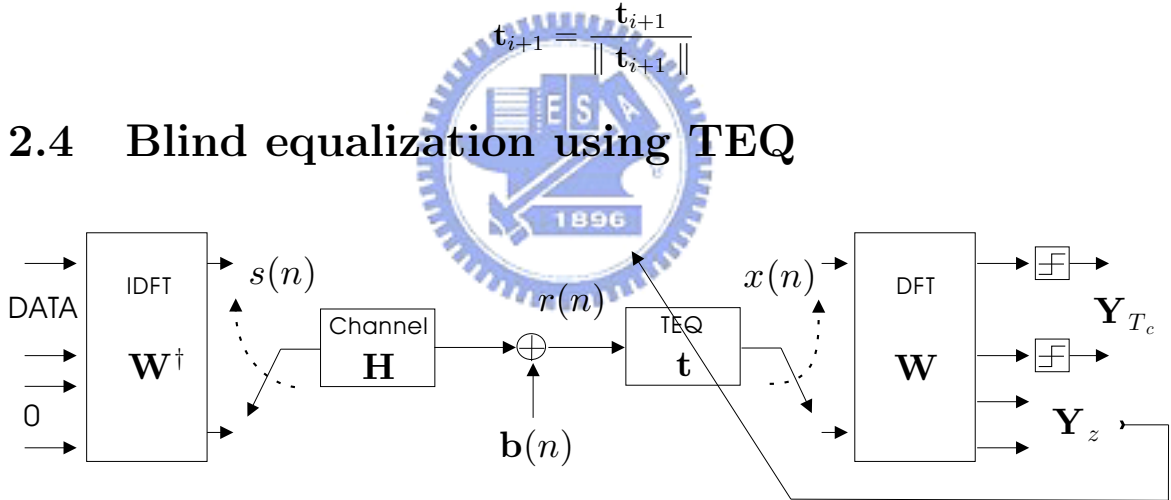 t_{i+1} = t_{i+1} / ‖ t_{i+1} ‖
ESA
1896
2.4 Blind equalization using TEQ
DATA
0
IDFT
W†
s(n)
Channel
H
b(n)
r(n)
TEQ
t
x(n)
DFT
W
Y_{T_c}
Y_z